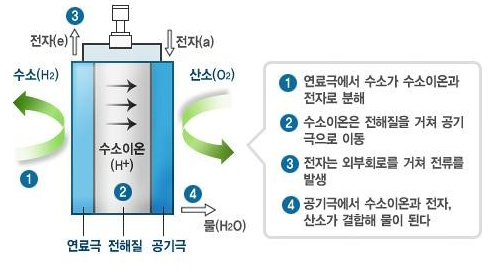 3
전자(e)
전자(a)
수소(H2)
산소(O2)
수소이온
(H+)
1
2
4
물(H2O)
연료극 전해질 공기극
1 연료극에서 수소가 수소이온과
전자로 분해
2 수소이온은 전해질을 거쳐 공기
극으로 이동
3 전자는 외부회로를 거쳐 전류를
발생
4 공기극에서 수소이온과 전자,
산소가 결합해 물이 된다